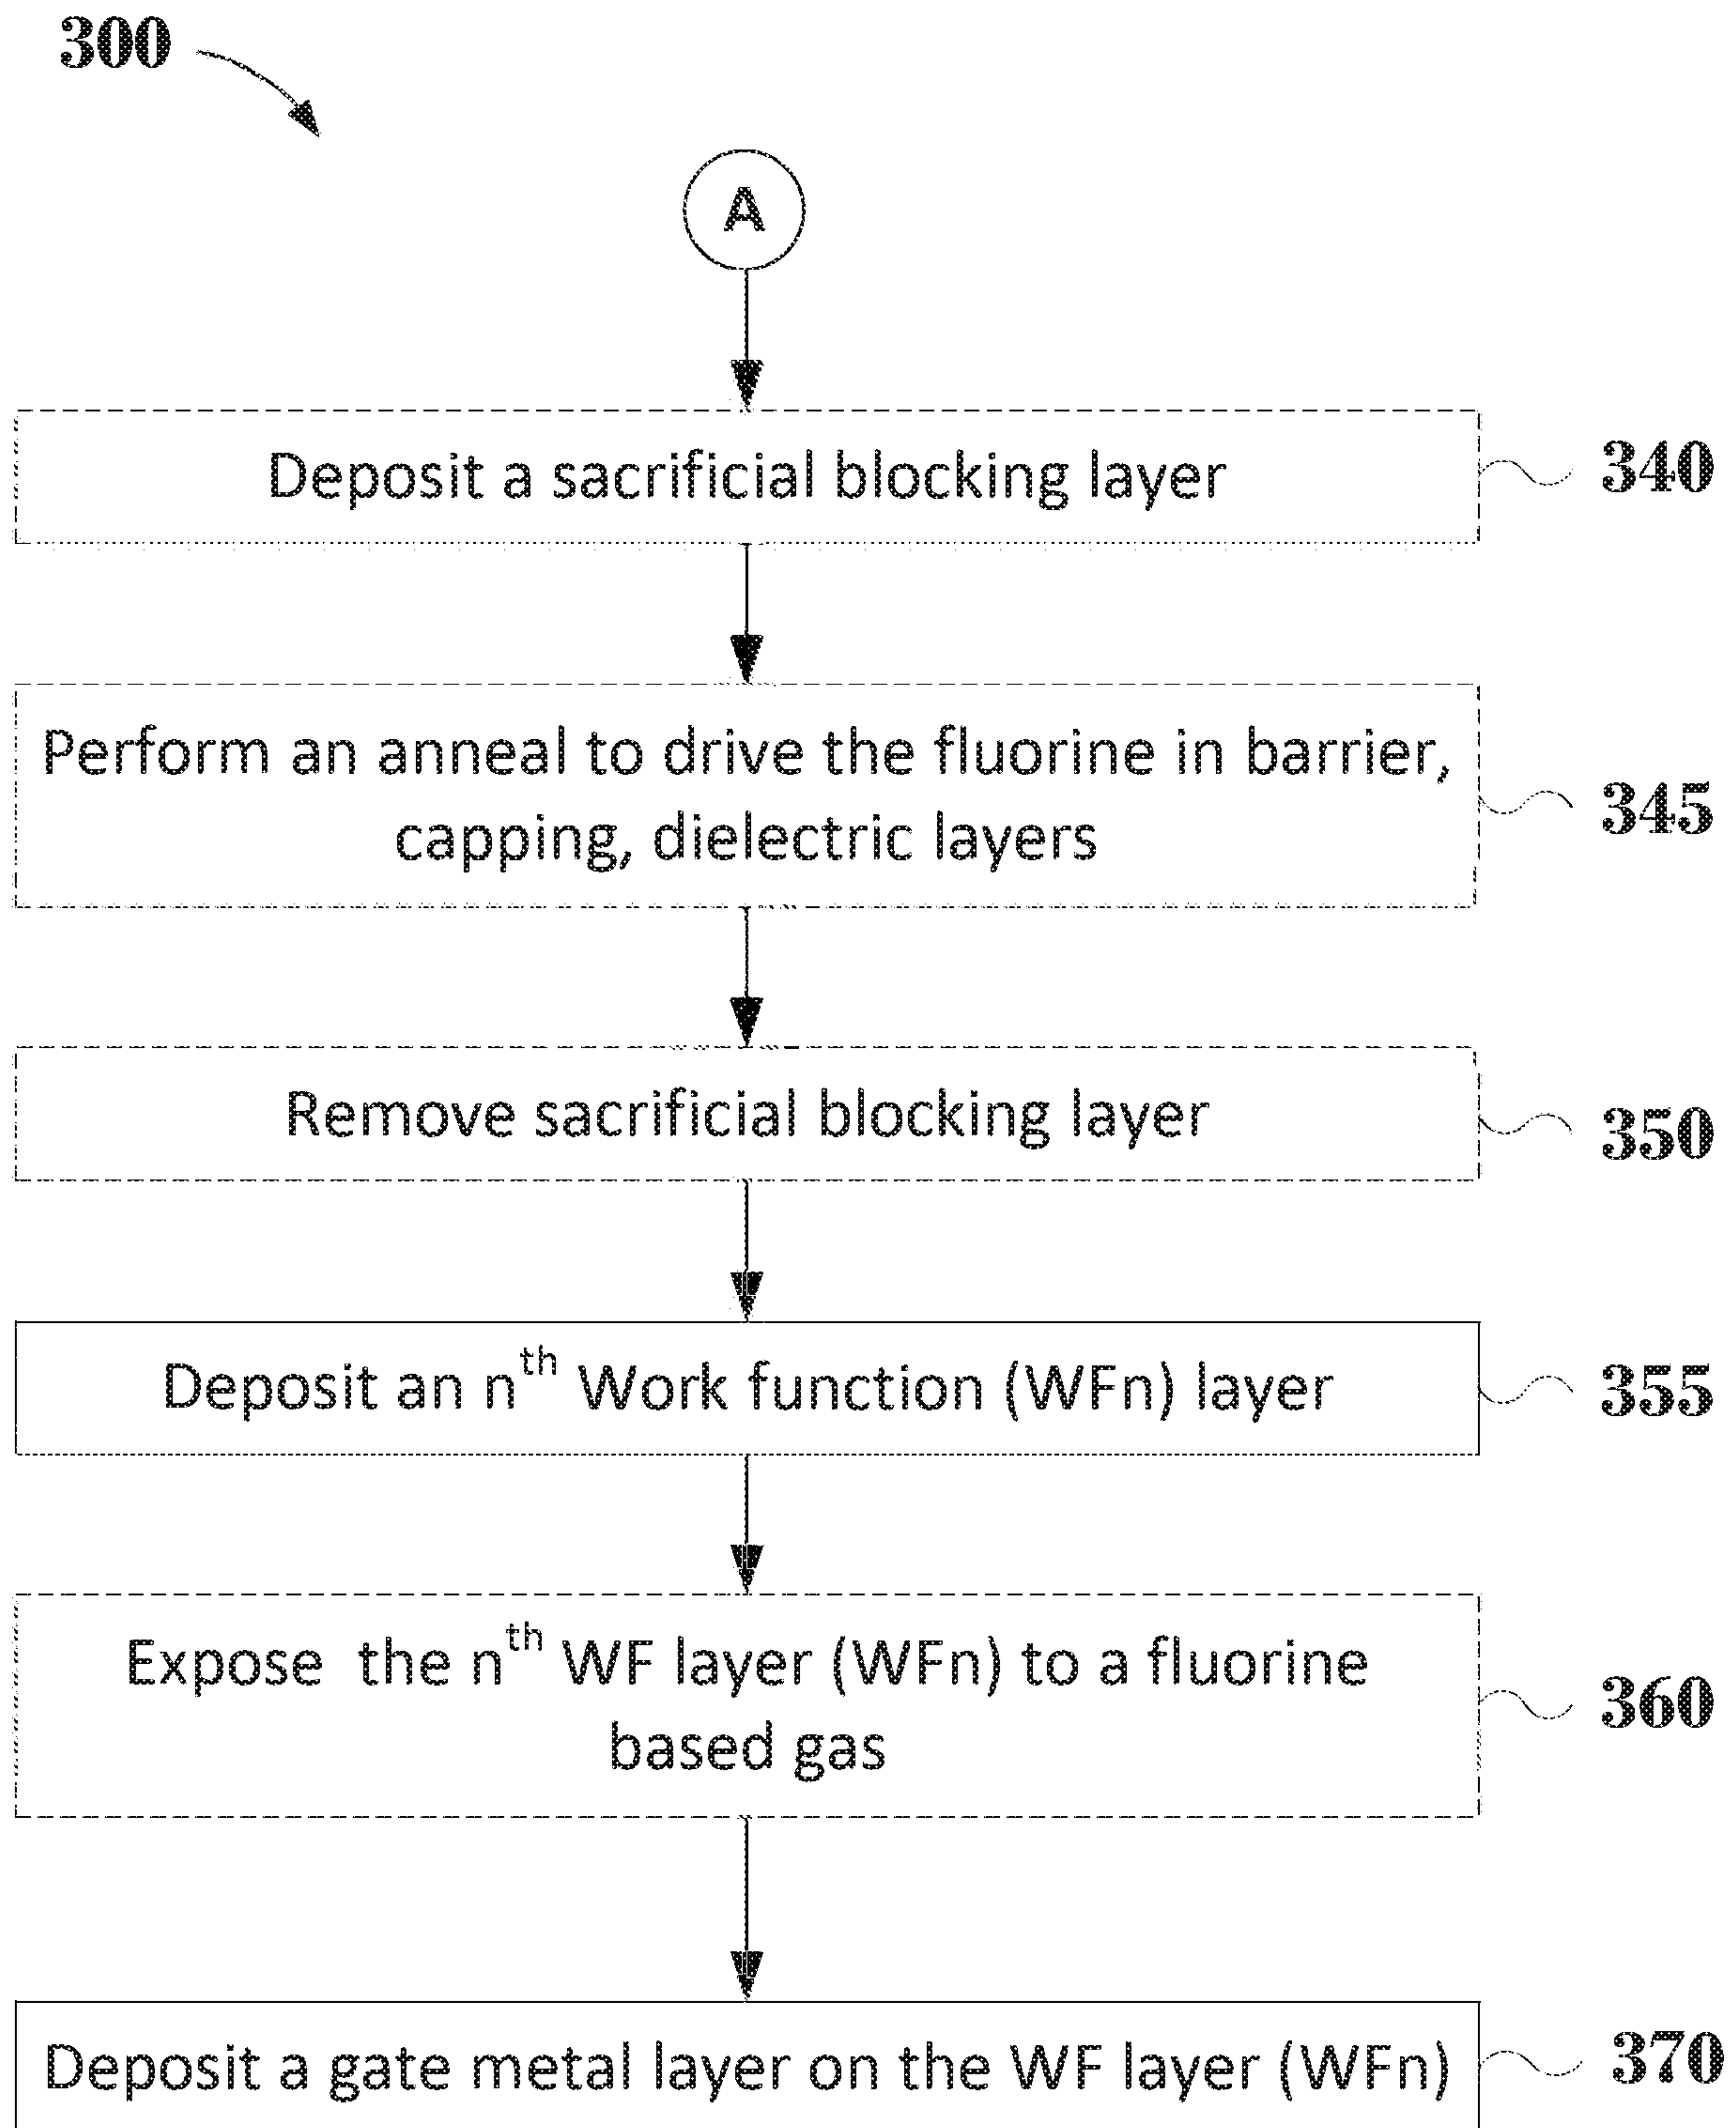 300
A
Deposit a sacrificial blocking layer
340
Perform an anneal to drive the fluorine in barrier,
capping, dielectric layers
345
Remove sacrificial blocking layer
350
Deposit an nth Work function (WFn) layer
355
Expose the nth WF layer (WFn) to a fluorine
based gas
360
Deposit a gate metal layer on the WF layer (WFn)
370